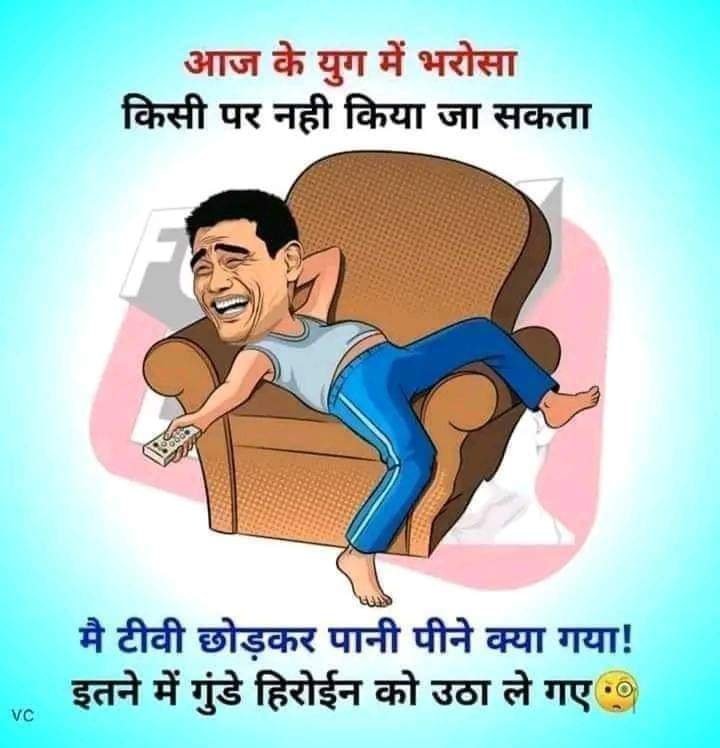 आज के युग में भरोसा
किसी पर नही किया जा सकता
मै टीवी छोड़कर पानी पीने क्या गया!
इतने में गुंडे हिरोईन को उठा ले गए🧐
VC